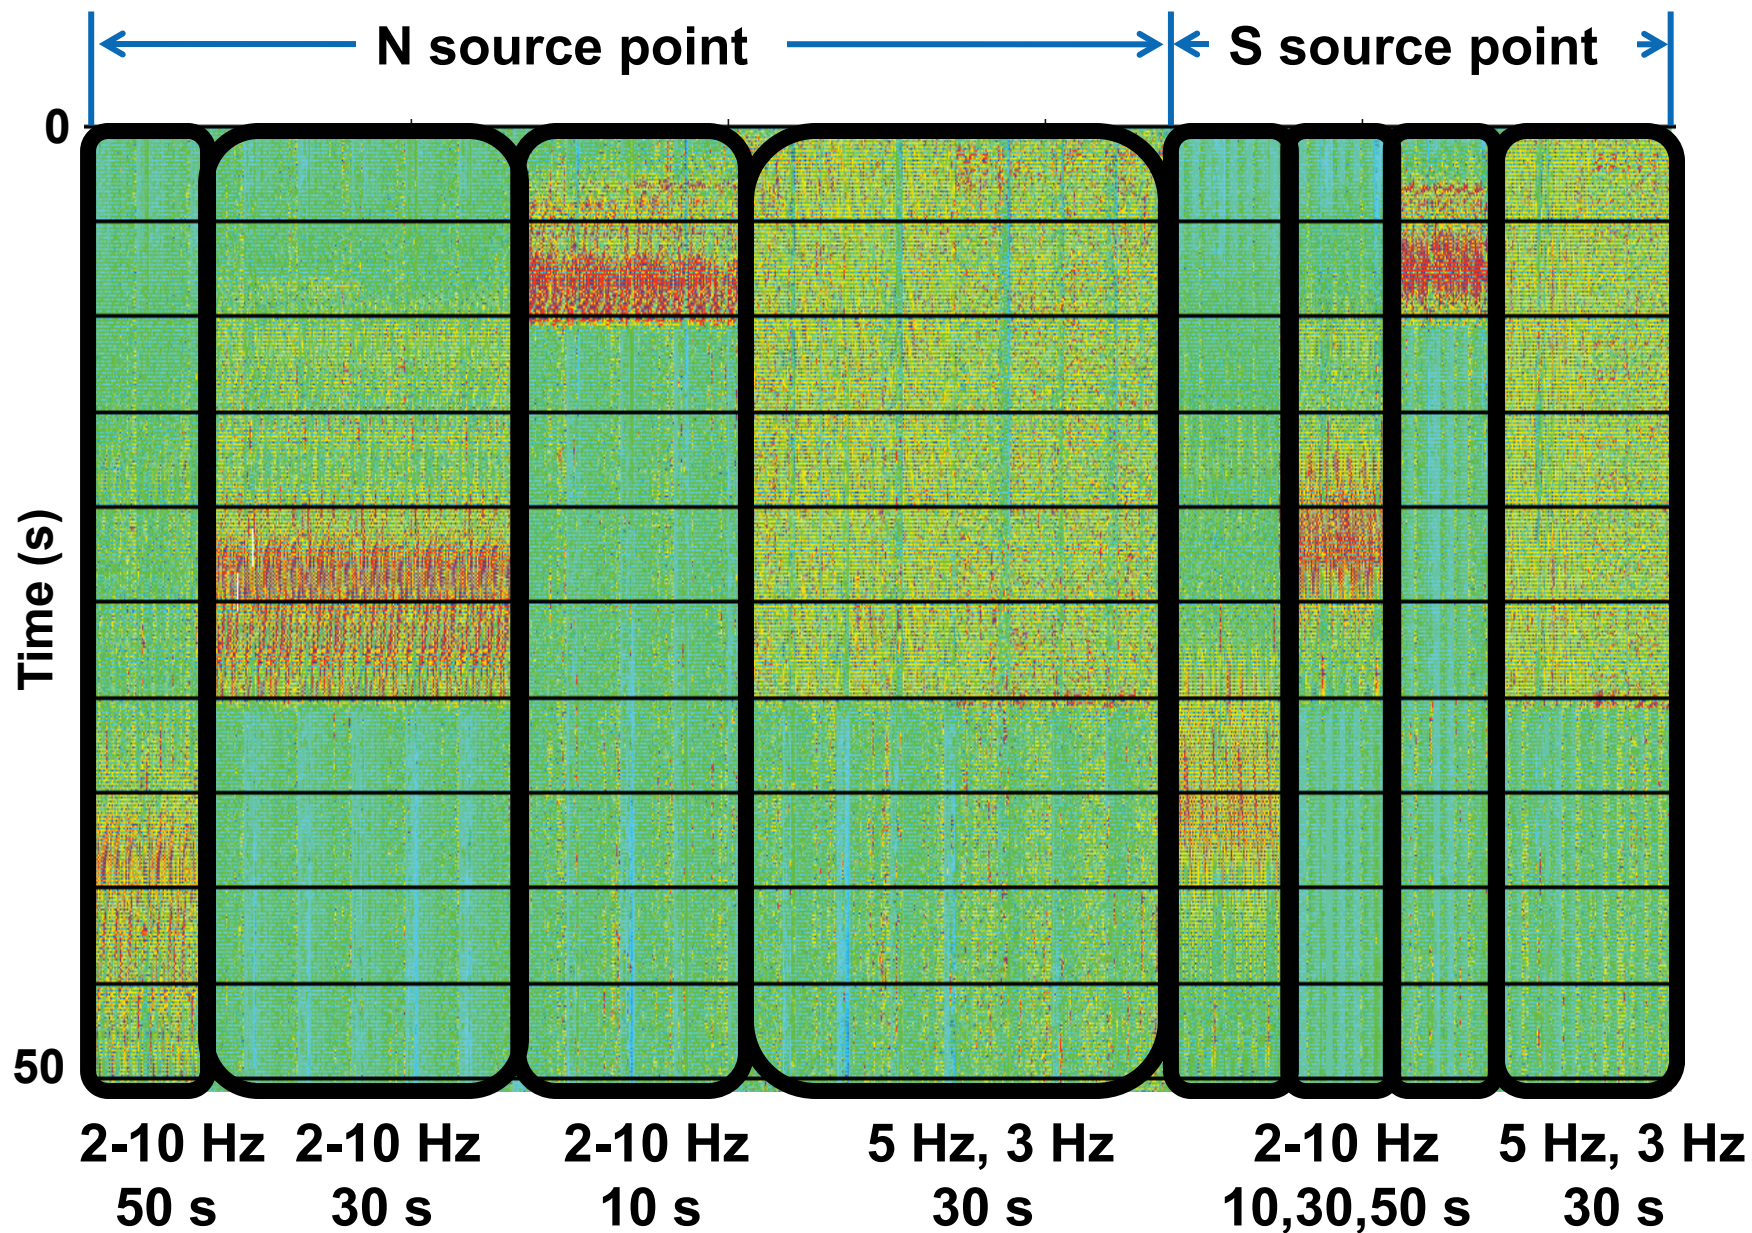 N source point
S source point
0
Time (s)
50
2-10 Hz 2-10 Hz 2-10 Hz 5 Hz, 3 Hz 2-10 Hz 5 Hz, 3 Hz
50 s 30 s 10 s 30 s 10,30,50 s 30 s